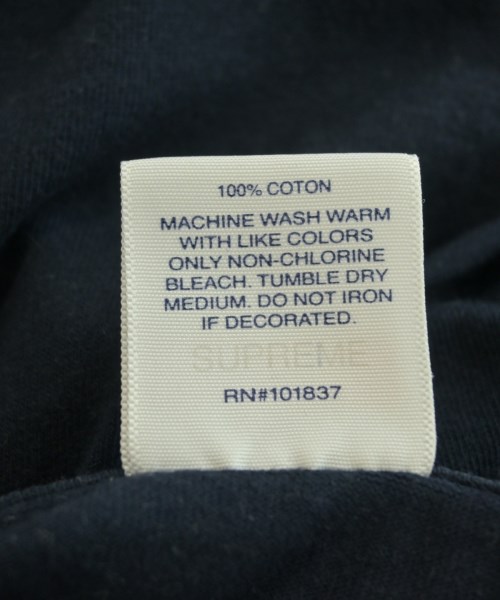 100% COTON
MACHINE WASH WARM
WITH LIKE COLORS
ONLY NON-CHLORINE
BLEACH. TUMBLE DRY
MEDIUM. DO NOT IRON
IF DECORATED.
SUPREME
RN#101837